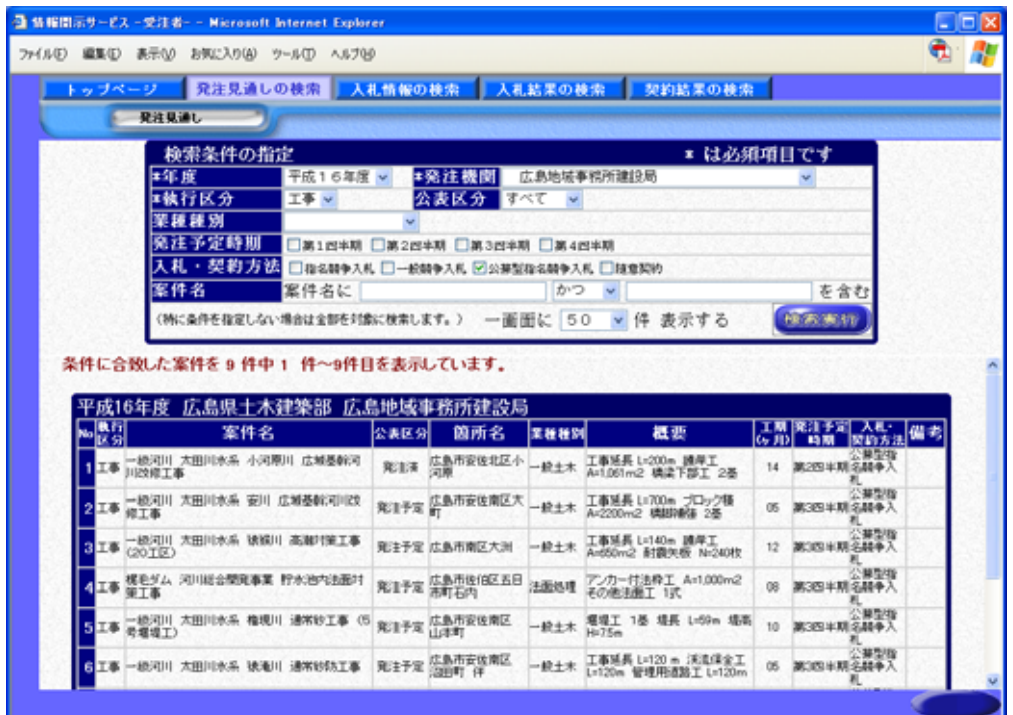 情報開示サービス -受注者- - Microsoft Internet Explorer
ファイル(F) 編集(E) 表示(V) お気に入り(A) ツール(T) ヘルプ(H)
トップページ 発注見通しの検索 入札情報の検索 入札結果の検索 契約結果の検索
発注見通し
検索条件の指定 * は必須項目です
*年度 平成16年度 *発注機関 広島地域事務所建設局
*執行区分 工事 公表区分 すべて
業種種別
発注予定時期 第1四半期 第2四半期 第3四半期 第4四半期
入札・契約方法 指名競争入札 一般競争入札 公募型指名競争入札 随意契約
案件名 案件名に かつ を含む
(特に条件を指定しない場合は全部を対象に検索します。) 一画面に 50 件 表示する 検索実行
条件に合致した案件を 9 件中 1 件~9件目を表示しています。
平成16年度 広島県土木建築部 広島地域事務所建設局
No 執行区分 案件名 公表区分 箇所名 業種種別 概要 工期(ヶ月) 発注予定時期 入札・契約方法 備考
1 工事 一級河川 太田川水系 小河原川 広域基幹河川改修工事 発注済 広島市安佐北区小河原 一般土木 工事延長 L=200m 護岸工 A=1,061m2 橋梁下部工 2基 14 第2四半期 公募型指名競争入札
2 工事 一級河川 太田川水系 安川 広域基幹河川改修工事 発注予定 広島市安佐南区大町 一般土木 工事延長 L=700m ブロック積 A=2200m2 橋脚補強 2基 05 第3四半期 公募型指名競争入札
3 工事 一級河川 太田川水系 猿猴川 高潮対策工事 (20工区) 発注予定 広島市南区大洲 一般土木 工事延長 L=140m 護岸工 A=650m2 耐震矢板 N=240枚 12 第3四半期 公募型指名競争入札
4 工事 梶毛ダム 河川総合開発事業 貯水池内法面対策工事 発注予定 広島市佐伯区五日市町石内 法面処理 アンカー付法枠工 A=1,000m2 その他法面工 1式 08 第3四半期 公募型指名競争入札
5 工事 一級河川 太田川水系 権現川 通常砂工事 (5号堰堤工) 発注予定 広島市安佐南区山本町 一般土木 堰堤工 1基 堤長 L=59m 堤高 H=7.5m 10 第3四半期 公募型指名競争入札
6 工事 一級河川 太田川水系 通常砂防工事 発注予定 広島市安佐南区沼田町 伴 一般土木 工事延長 L=120 m 渓流保全工 L=120m 管理用道路工 L=120m 05 第3四半期 公募型指名競争入札